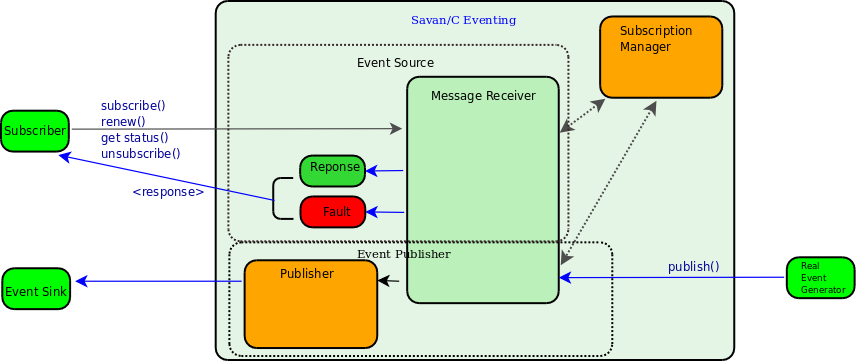 Savan/C Eventing
Subscription
Manager
Event Source
Message Receiver
subscribe()
renew()
get status()
unsubscribe()
Subscriber
Reponse
<response>
Fault
Event Publisher
publish()
Real
Event
Generator
Publisher
Event Sink